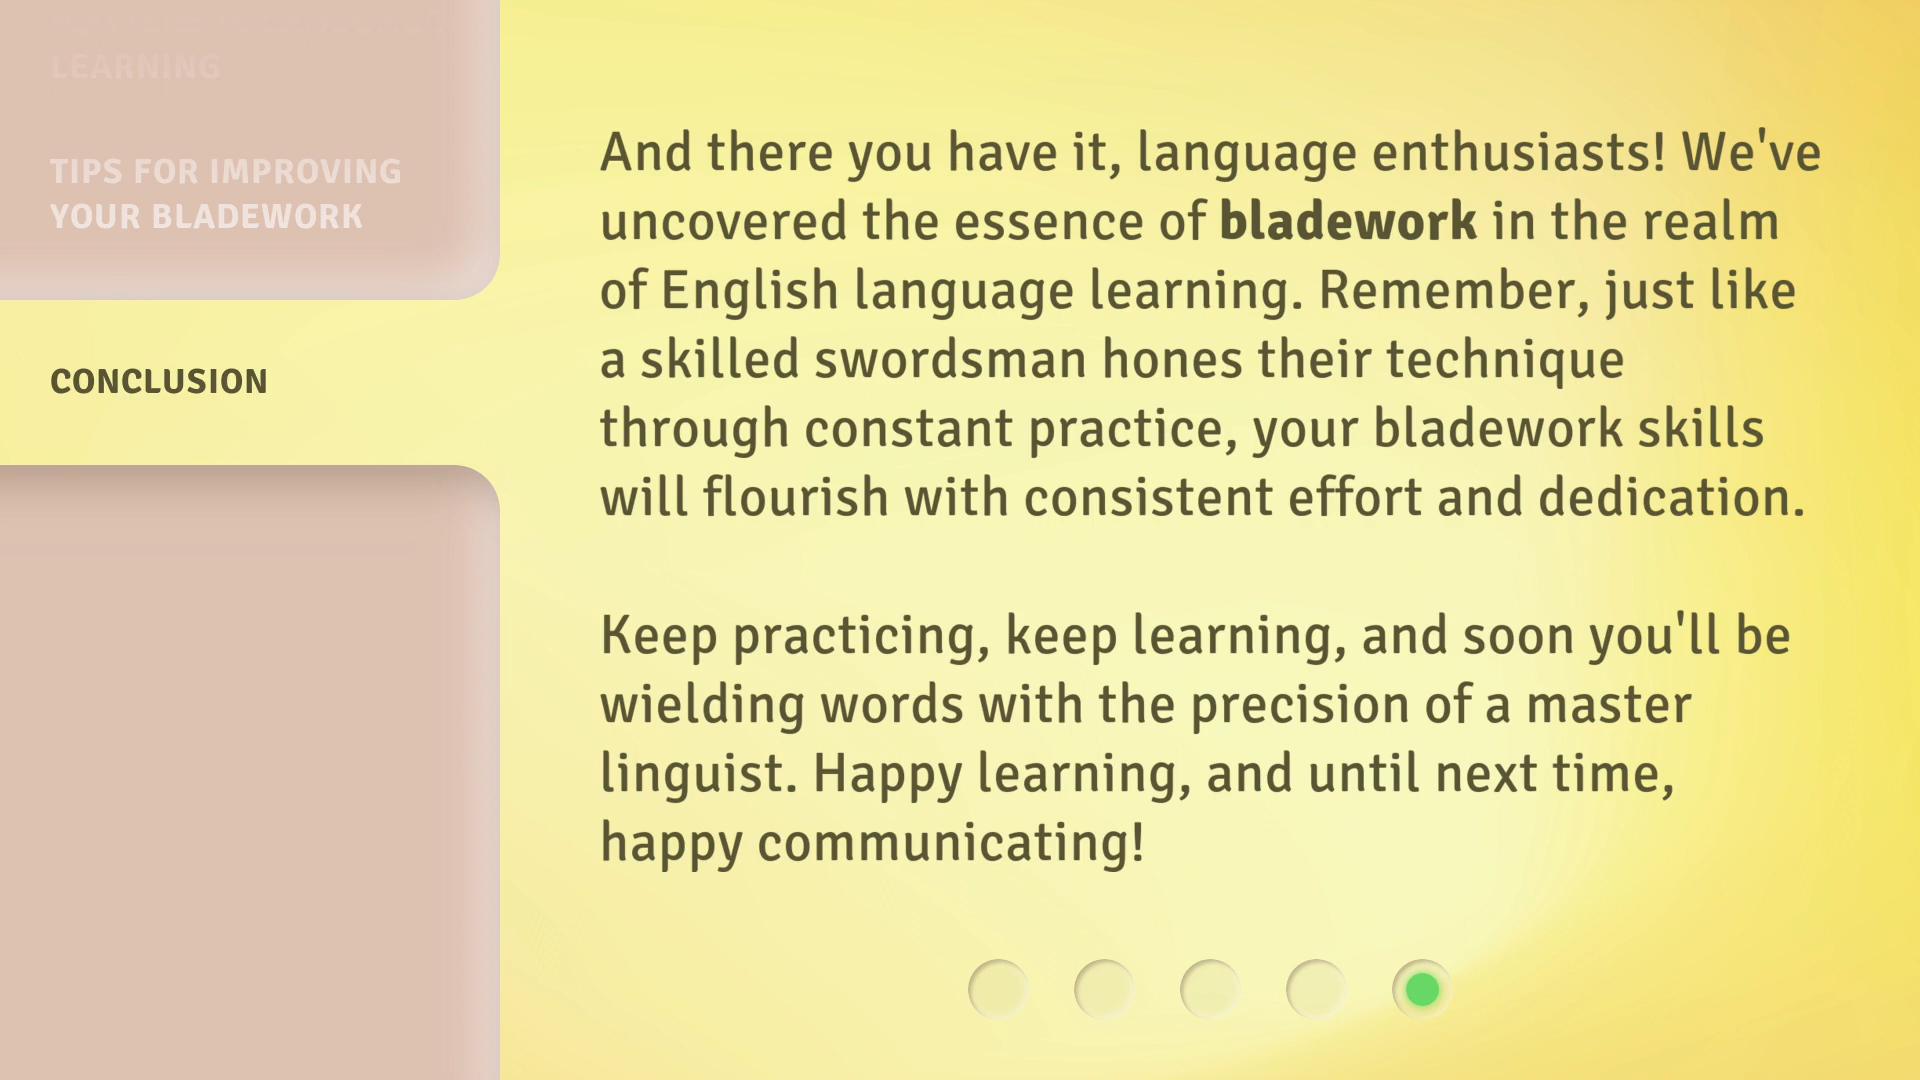 LEARNING
TIPS FOR IMPROVING
YOUR BLADEWORK
CONCLUSION
And there you have it, language enthusiasts! We've
uncovered the essence of bladework in the realm
of English language learning. Remember, just like
a skilled swordsman hones their technique
through constant practice, your bladework skills
will flourish with consistent effort and dedication.
Keep practicing, keep learning, and soon you'll be
wielding words with the precision of a master
linguist. Happy learning, and until next time,
happy communicating!